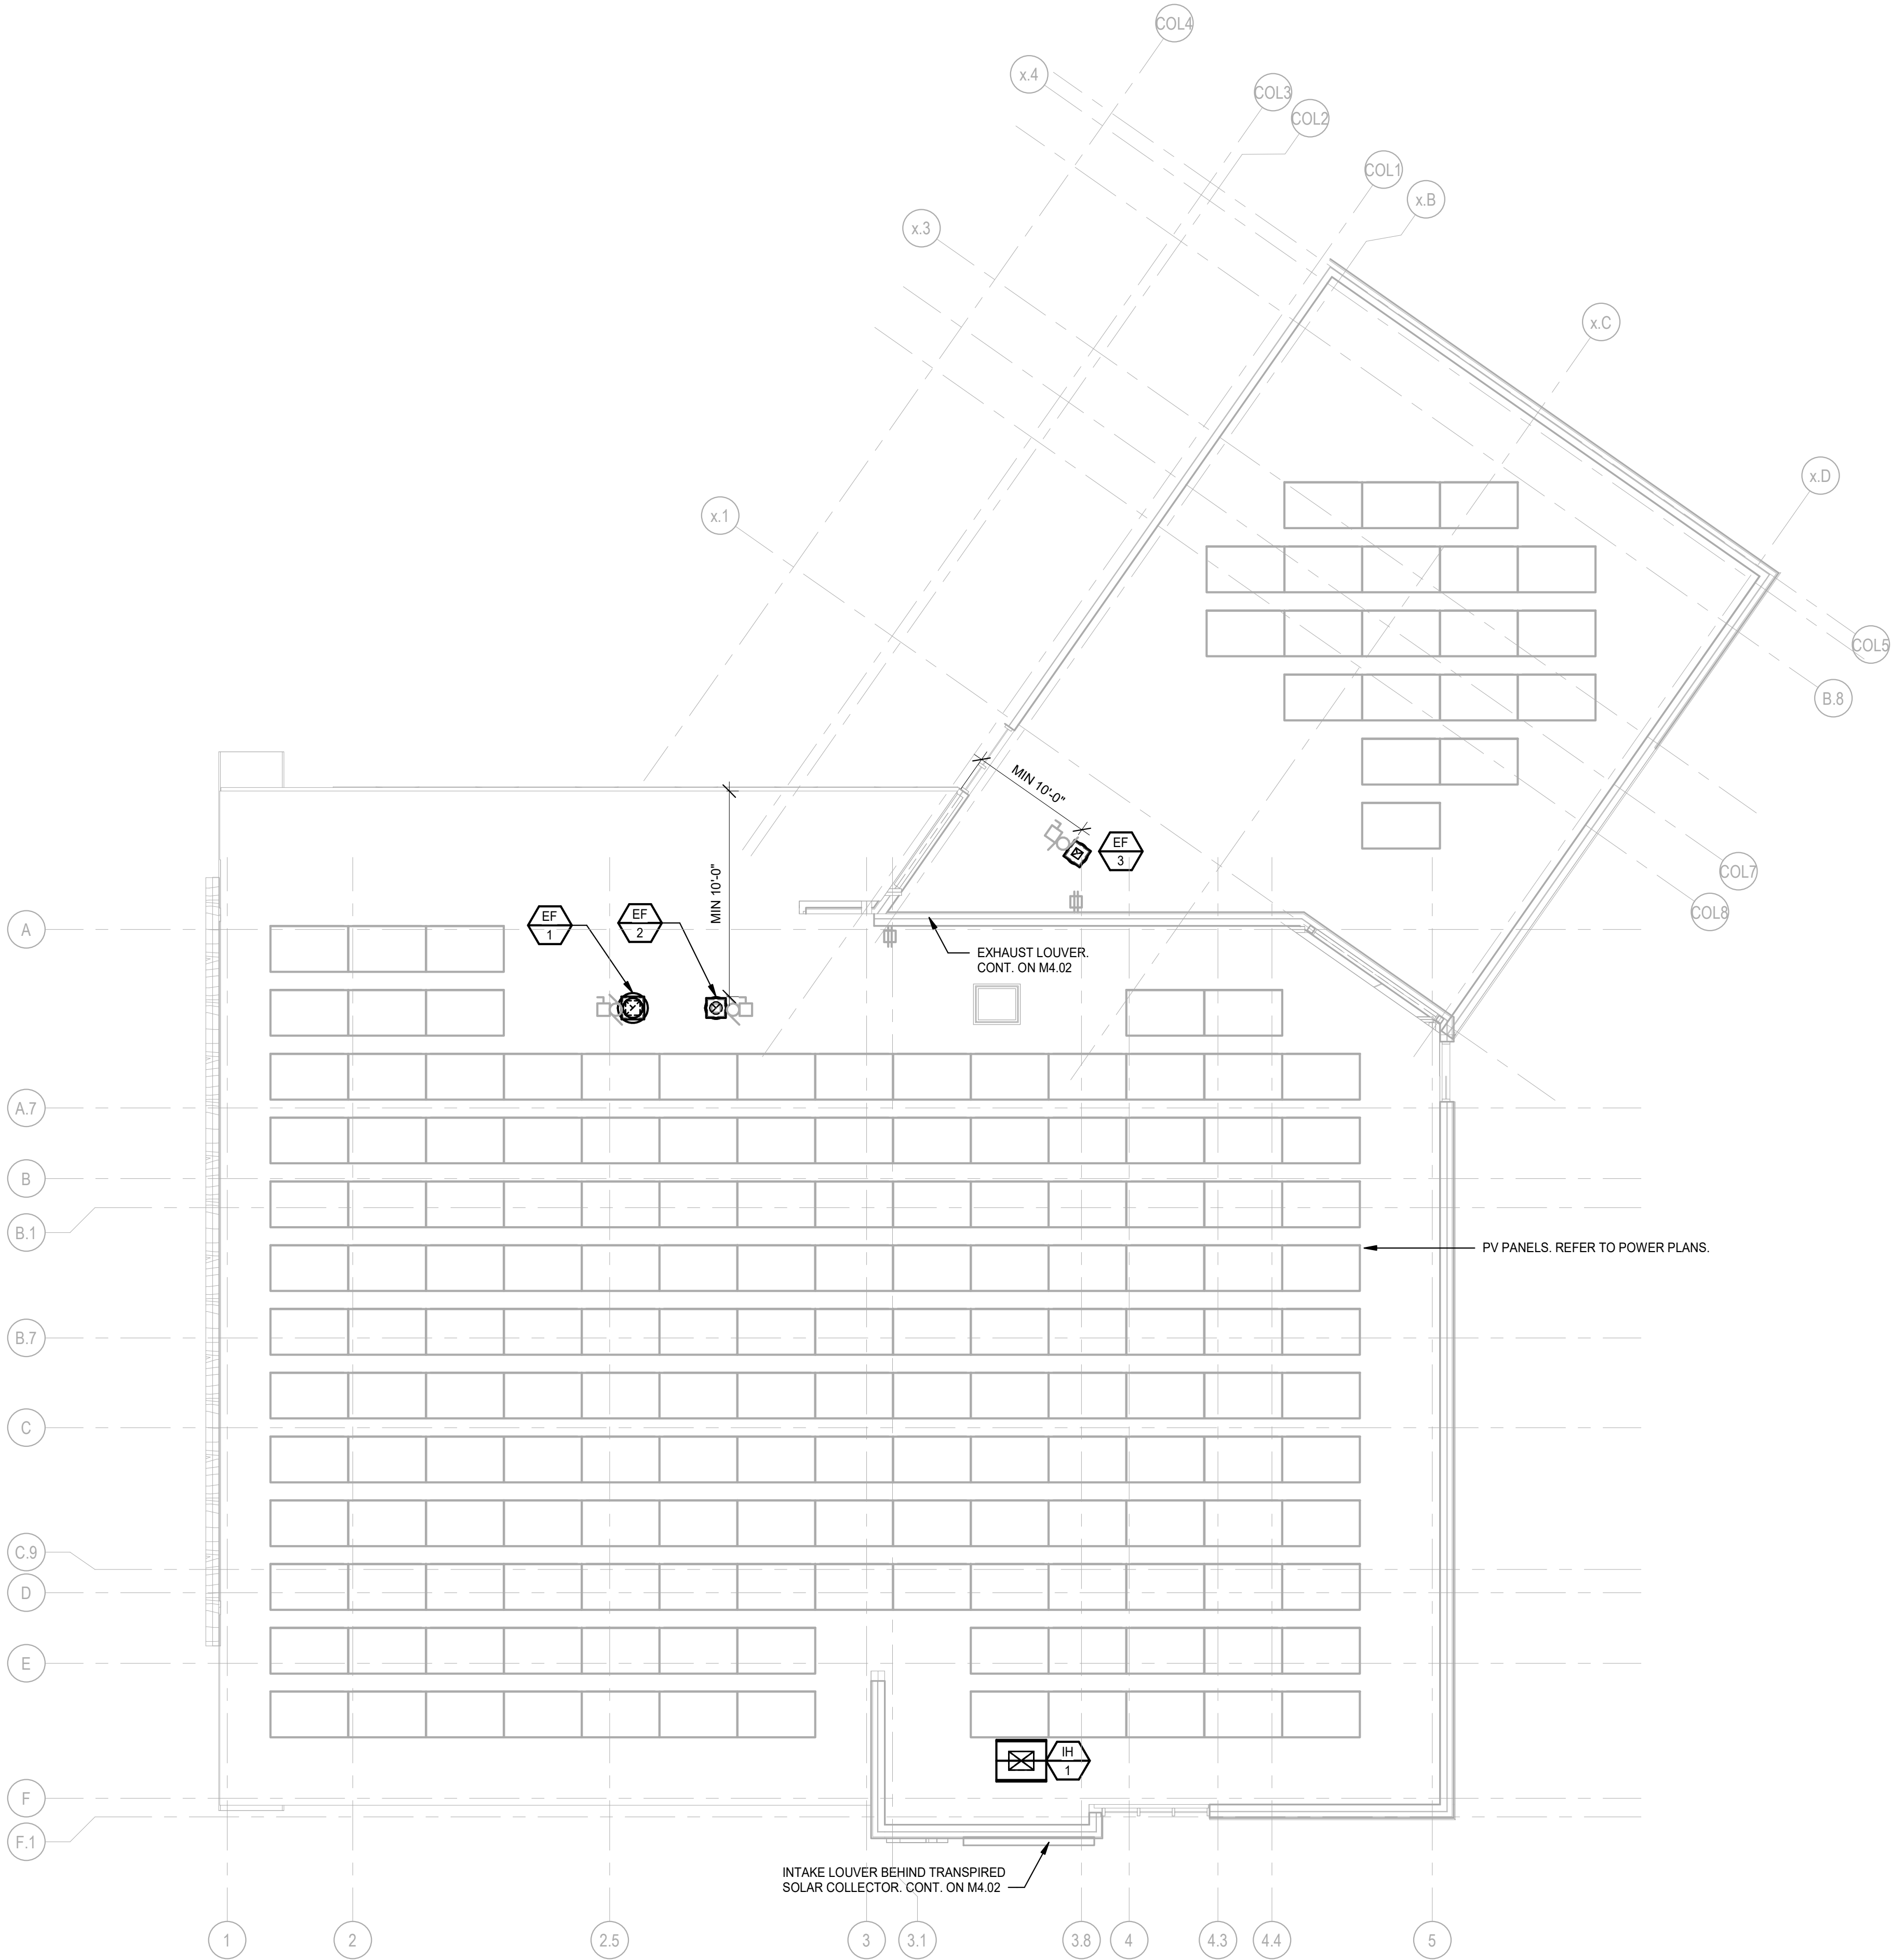 COL4
x.4
COL3
COL2
COL1
x.B
x.3
x.C
x.D
x.1
COL5
B.8
MIN 10'-0"
EF
3
COL7
MIN 10'-0"
COL8
EF
1
EF
2
A
EXHAUST LOUVER.
CONT. ON M4.02
A.7
B
B.1
PV PANELS. REFER TO POWER PLANS.
B.7
C
C.9
D
E
IH
1
F
F.1
INTAKE LOUVER BEHIND TRANSPIRED
SOLAR COLLECTOR. CONT. ON M4.02
1
2
2.5
3
3.1
3.8
4
4.3
4.4
5